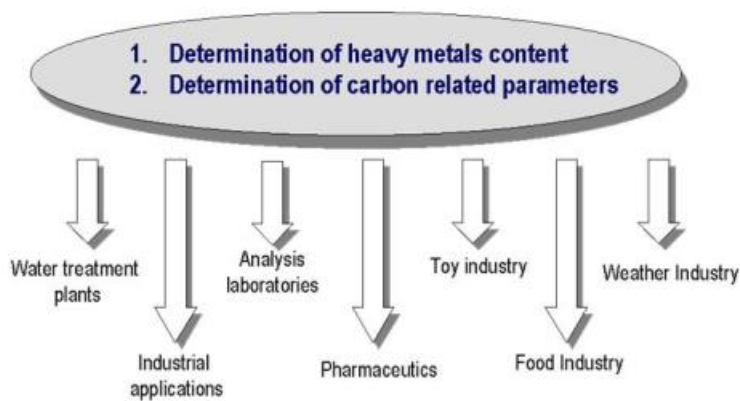 1. Determination of heavy metals content
2. Determination of carbon related parameters
Water treatment
plants
Analysis
laboratories
Toy industry
Weather Industry
Industrial
applications
Pharmaceutics
Food Industry